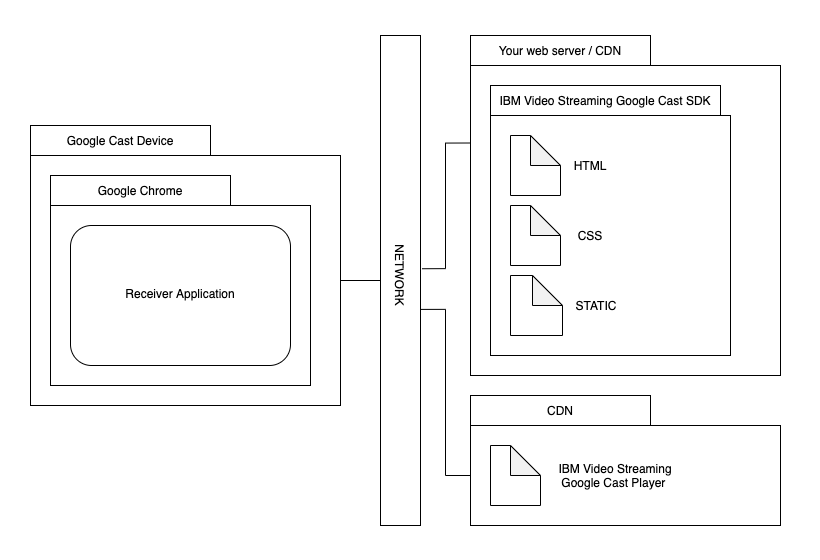 Google Cast Device
Google Chrome
Receiver Application
NETWORK
Your web server / CDN
IBM Video Streaming Google Cast SDK
HTML
CSS
STATIC
CDN
IBM Video Streaming
Google Cast Player